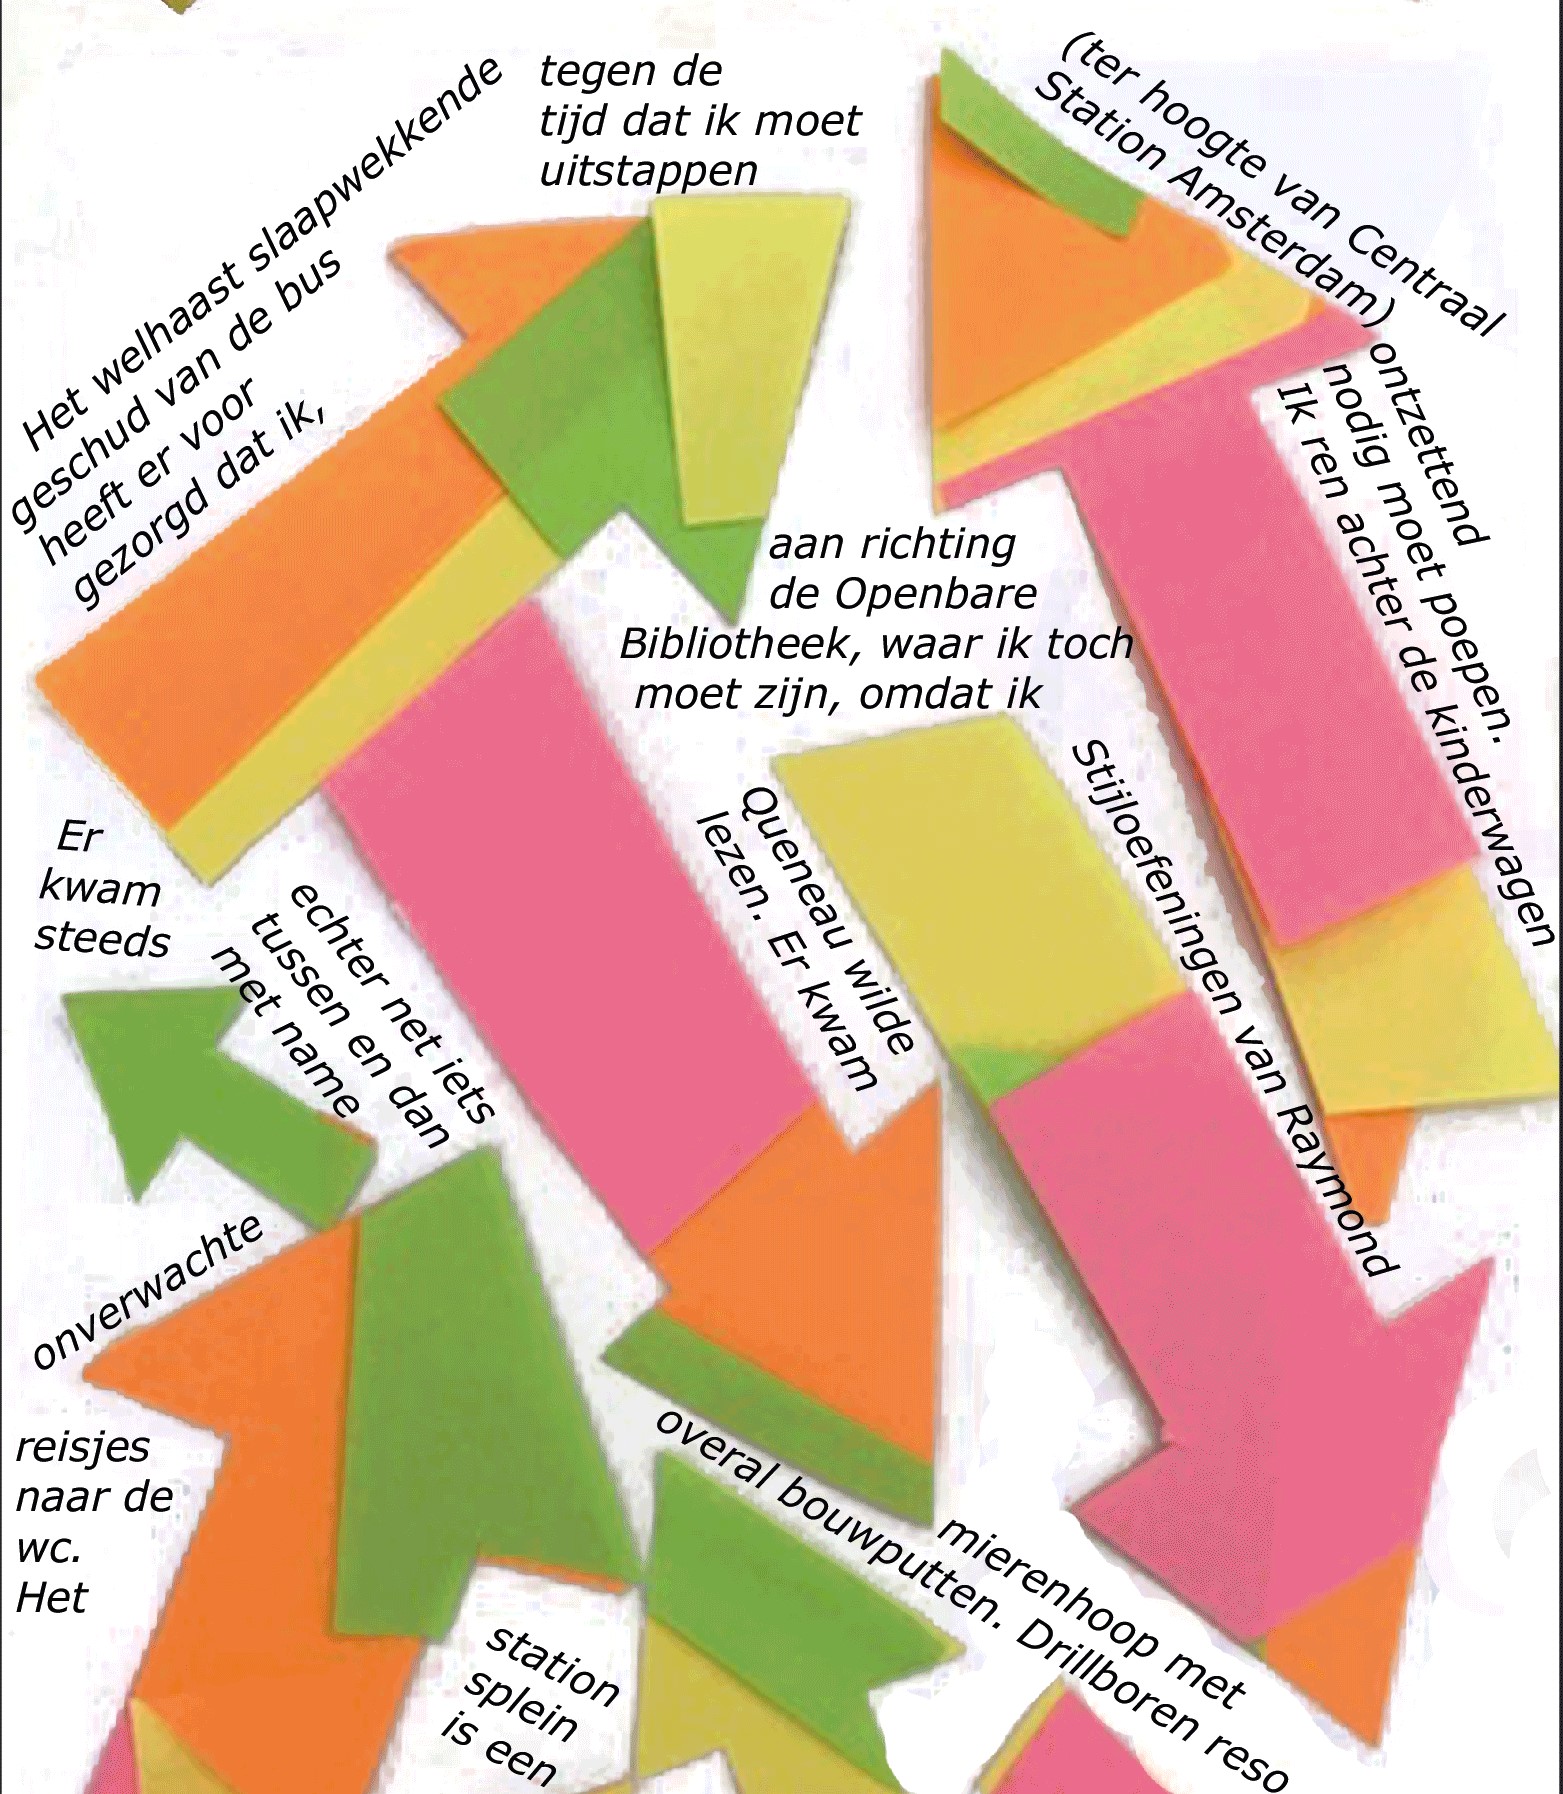 Het welhaast slaapwekkende
geschud van de bus
heeft er voor
gezorgd dat ik,
tegen de
tijd dat ik moet
uitstappen
(ter hoogte van Centraal
Station Amsterdam)
ontzettend
nodig moet poepen.
Ik ren achter de kinderwagen
aan richting
de Openbare
Bibliotheek, waar ik toch
moet zijn, omdat ik
Stijloefeningen van Raymond
Queneau wilde
lezen. Er kwam
echter net iets
tussen en dan
met name
Er
kwam
steeds
onverwachte
reisjes
naar de
wc.
Het
station
splein
is een
mierenhoop met
overal bouwputten. Drillboren reso